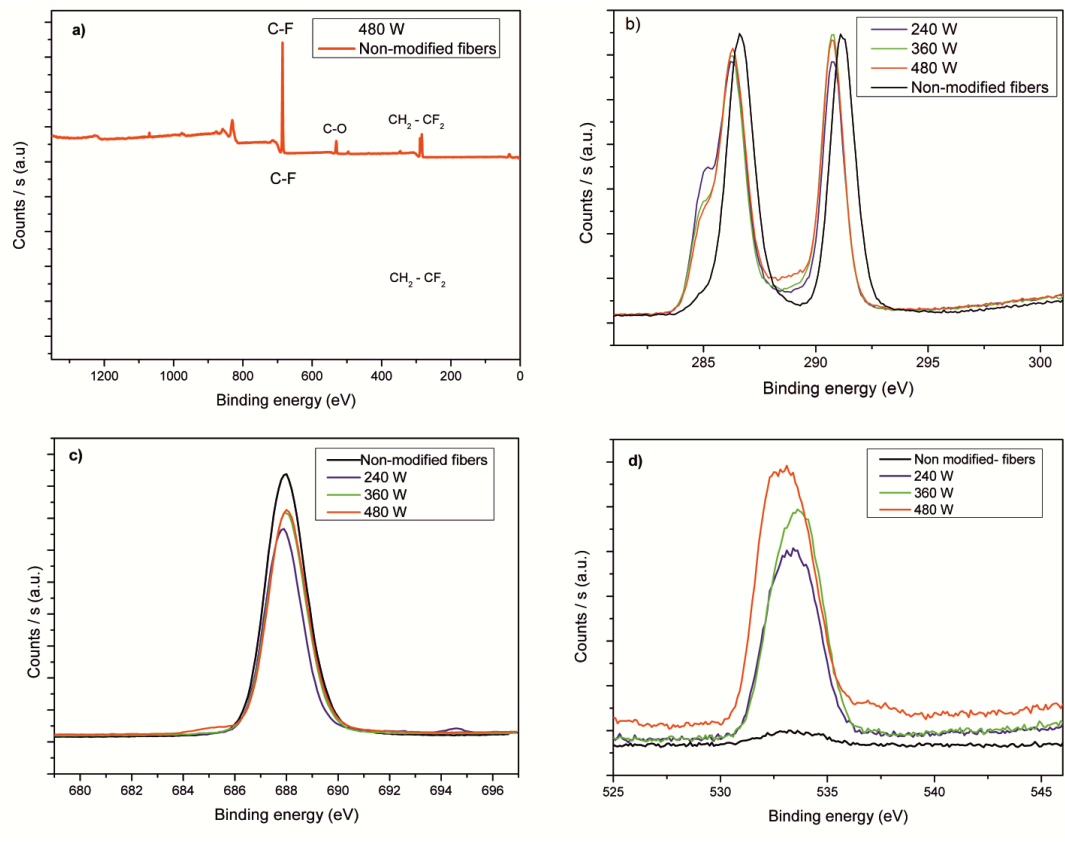 a)
480 W
Non-modified fibers
C-F
C-O
CH2 - CF2
C-F
CH2 - CF2
Counts / s (a.u)
1200 1000 800 600 400 200 0
Binding energy (eV)
b)
240 W
360 W
480 W
Non-modified fibers
Counts / s (a.u.)
285 290 295 300
Binding energy (eV)
c)
Non-modified fibers
240 W
360 W
480 W
Counts / s (a.u.)
680 682 684 686 688 690 692 694 696
Binding energy (eV)
d)
Non modified- fibers
240 W
360 W
480 W
Counts / s (a.u.)
525 530 535 540 545
Binding energy (eV)